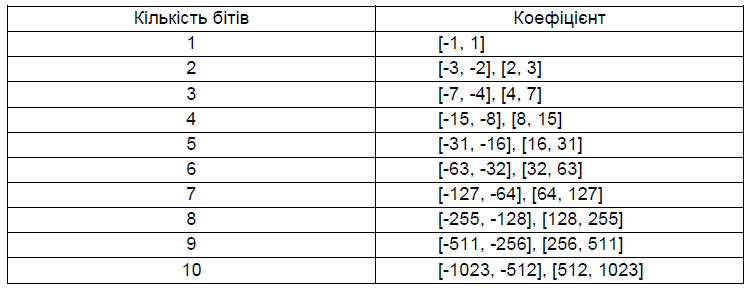 Кількість бітів Коефіцієнт
1 [-1, 1]
2 [-3, -2], [2, 3]
3 [-7, -4], [4, 7]
4 [-15, -8], [8, 15]
5 [-31, -16], [16, 31]
6 [-63, -32], [32, 63]
7 [-127, -64], [64, 127]
8 [-255, -128], [128, 255]
9 [-511, -256], [256, 511]
10 [-1023, -512], [512, 1023]